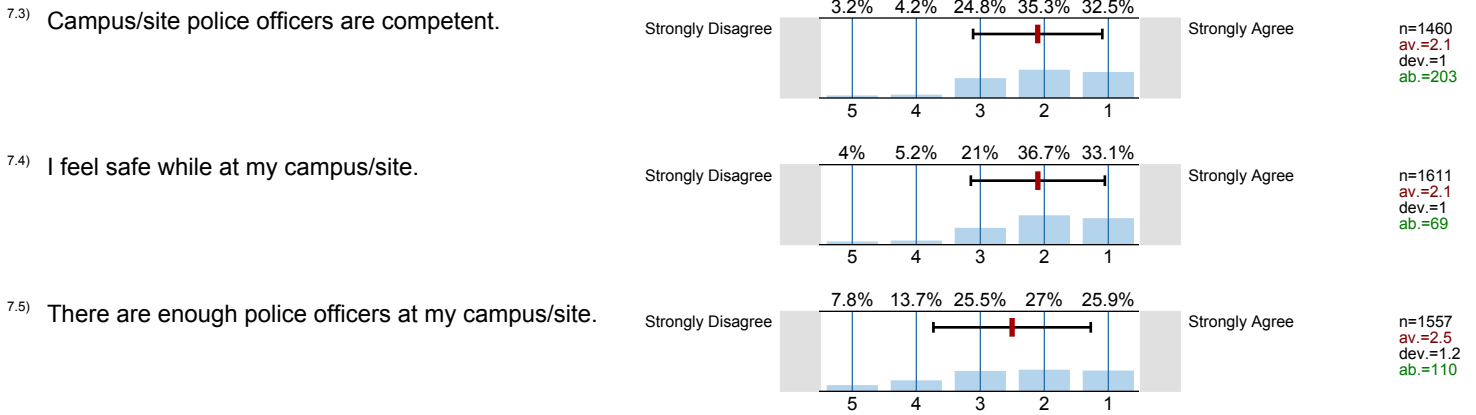 7.3) Campus/site police officers are competent.
Strongly Disagree
3.2% 4.2% 24.8% 35.3% 32.5%
5 4 3 2 1
Strongly Agree
n=1460
av.=2.1
dev.=1
ab.=203
7.4) I feel safe while at my campus/site.
Strongly Disagree
4% 5.2% 21% 36.7% 33.1%
5 4 3 2 1
Strongly Agree
n=1611
av.=2.1
dev.=1
ab.=69
7.5) There are enough police officers at my campus/site.
Strongly Disagree
7.8% 13.7% 25.5% 27% 25.9%
5 4 3 2 1
Strongly Agree
n=1557
av.=2.5
dev.=1.2
ab.=110